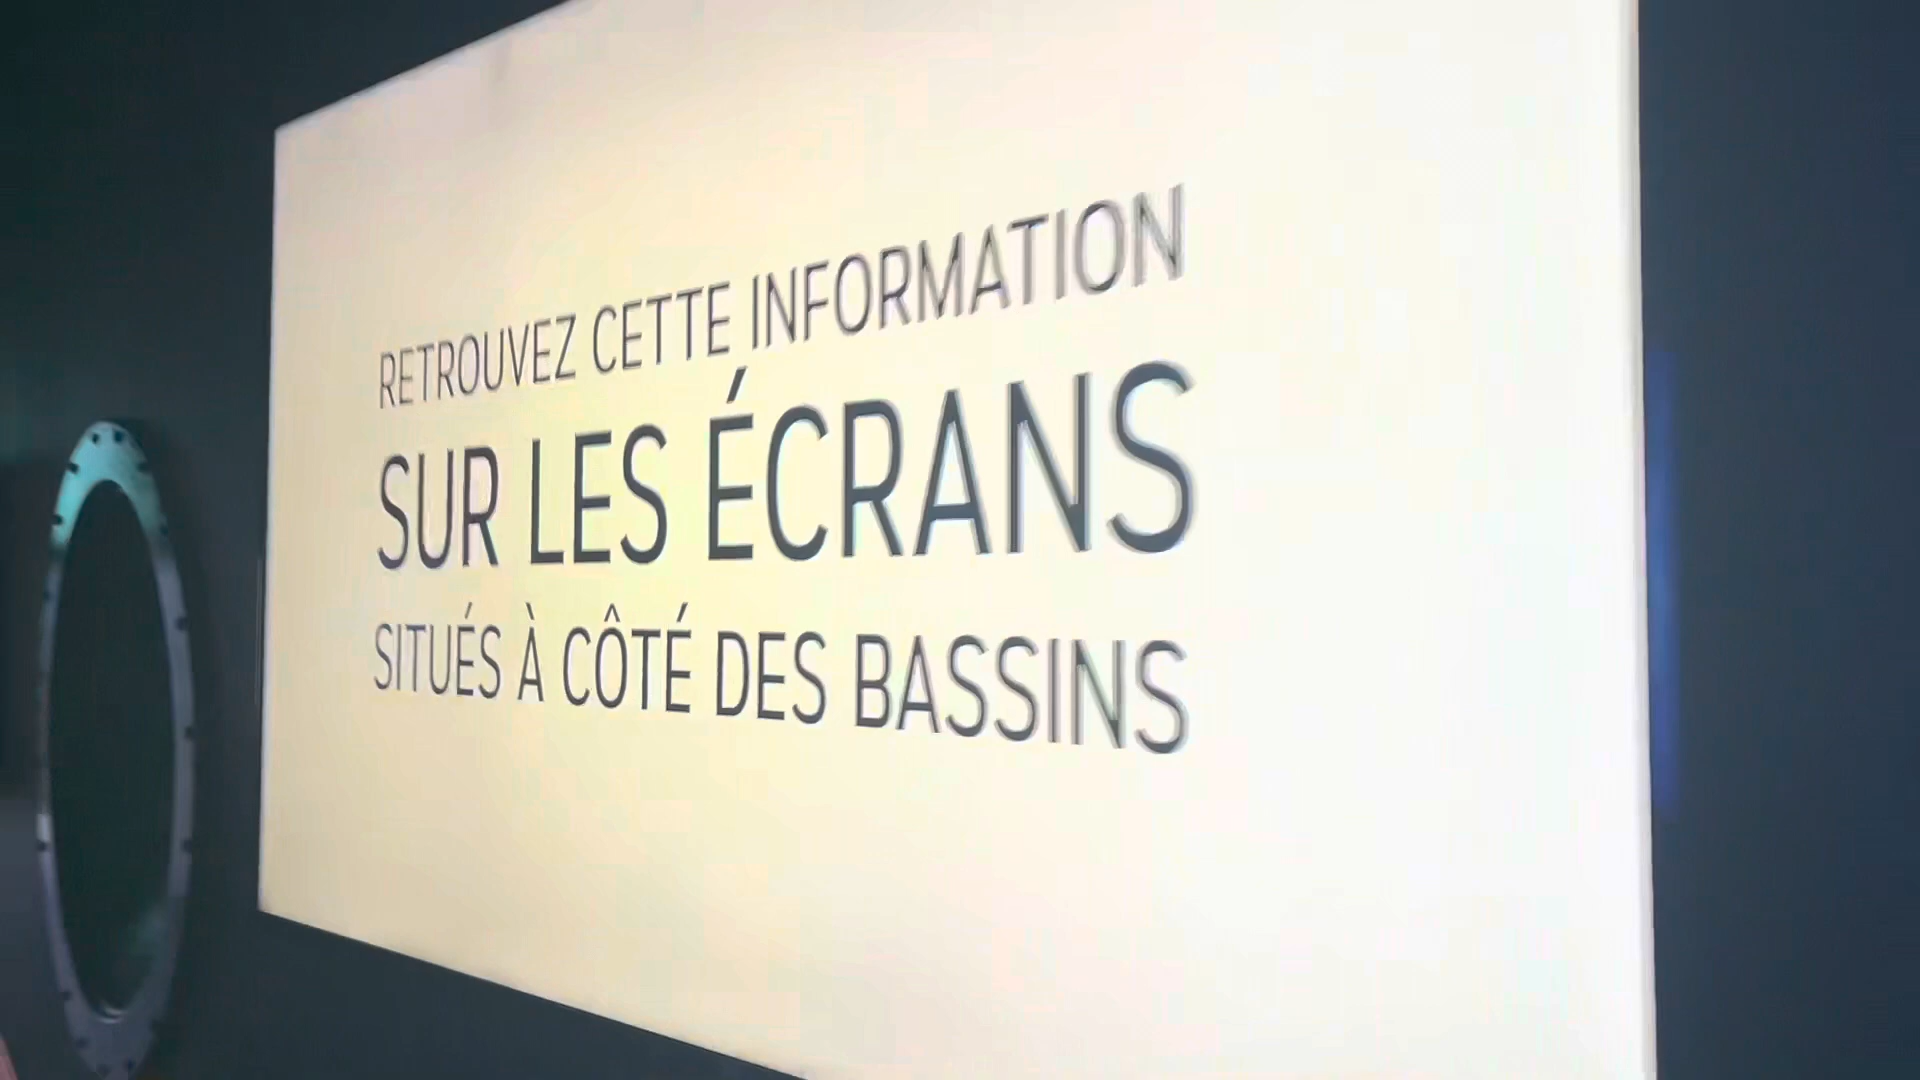 RETROUVEZ CETTE INFORMATION
SUR LES ÉCRANS
SITUÉS À CÔTÉ DES BASSINS